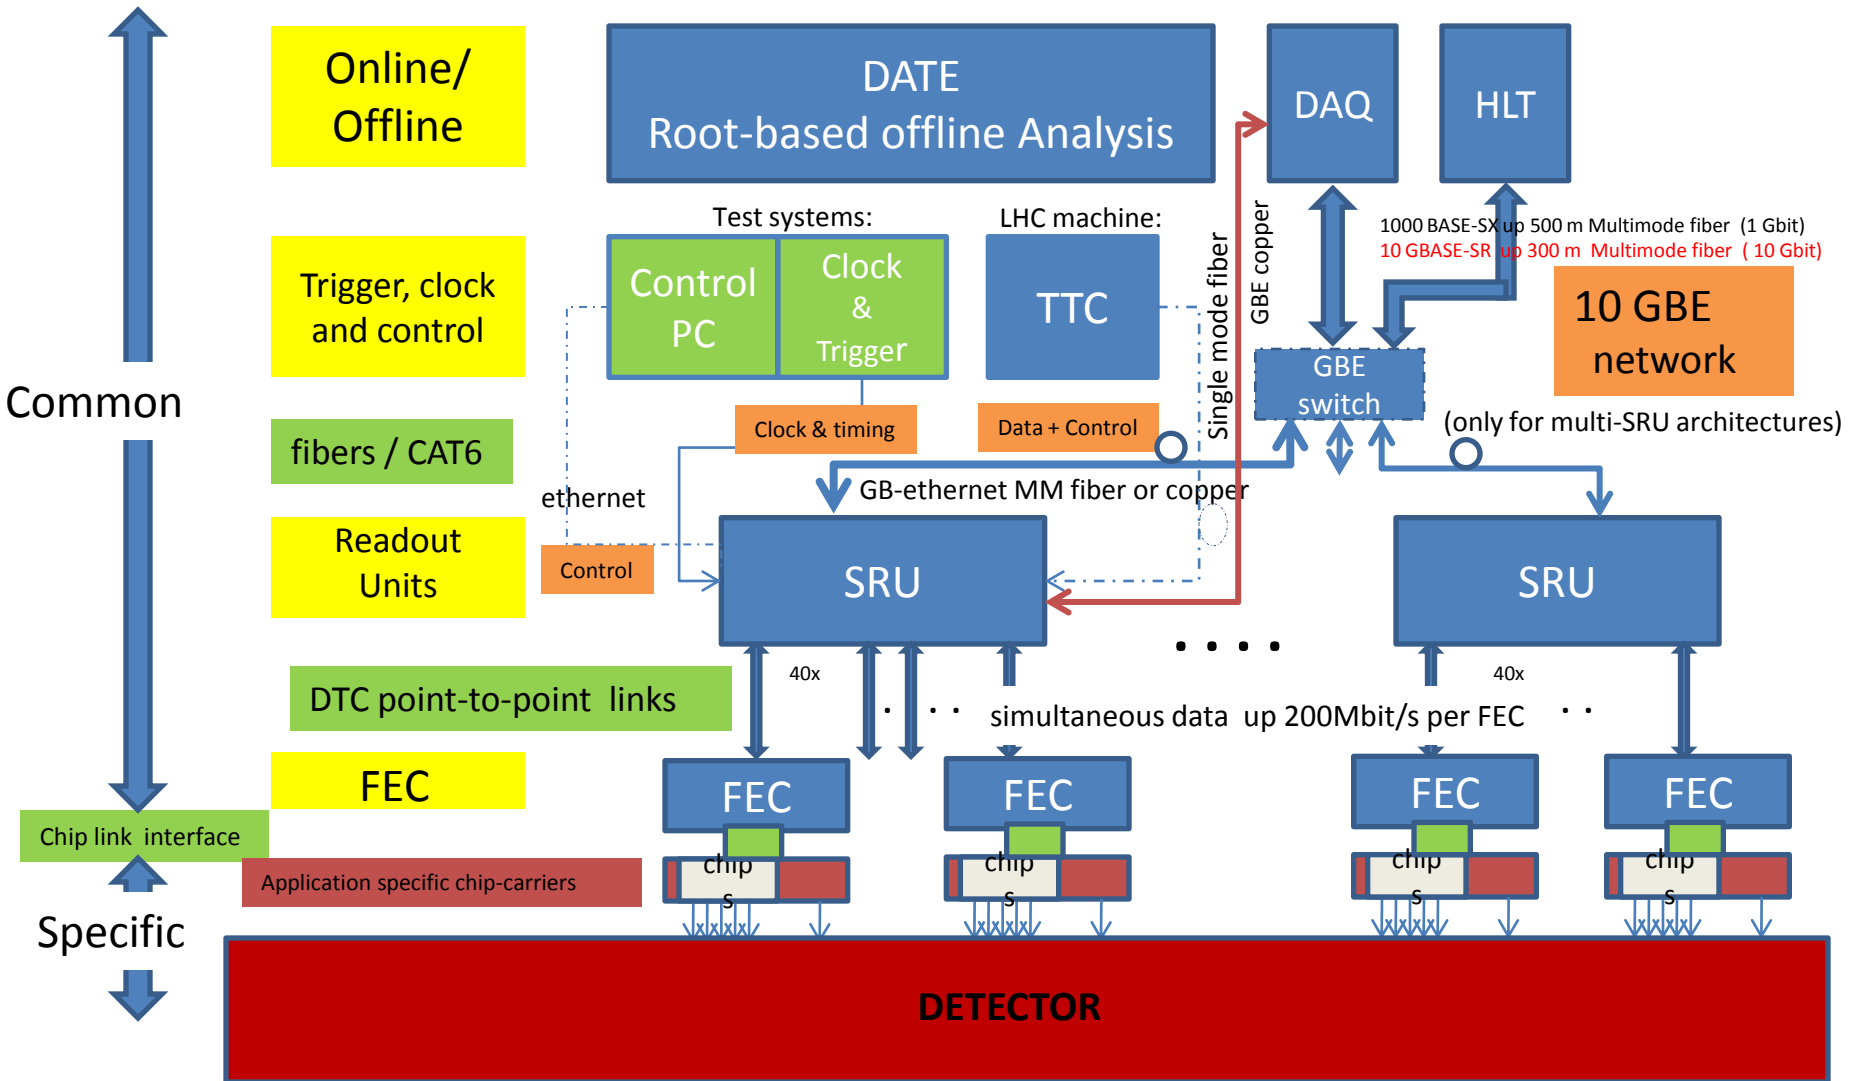 Online/
Offline
DATE
Root-based offline Analysis
DAQ
HLT
Test systems:
LHC machine:
1000 BASE-SX up 500 m Multimode fiber (1 Gbit)
10 GBASE-SR up 300 m Multimode fiber ( 10 Gbit)
Single mode fiber
GBE copper
Trigger, clock
and control
Control
PC
Clock
&
Trigger
TTC
10 GBE
network
GBE
switch
Common
(only for multi-SRU architectures)
Clock & timing
Data + Control
fibers / CAT6
ethernet
GB-ethernet MM fiber or copper
Readout
Units
Control
SRU
SRU
. . . .
40x
40x
DTC point-to-point links
. . .
simultaneous data up 200Mbit/s per FEC
. .
FEC
FEC
FEC
FEC
FEC
Chip link interface
Application specific chip-carriers
chip
s
chip
s
chip
s
chip
s
Specific
DETECTOR